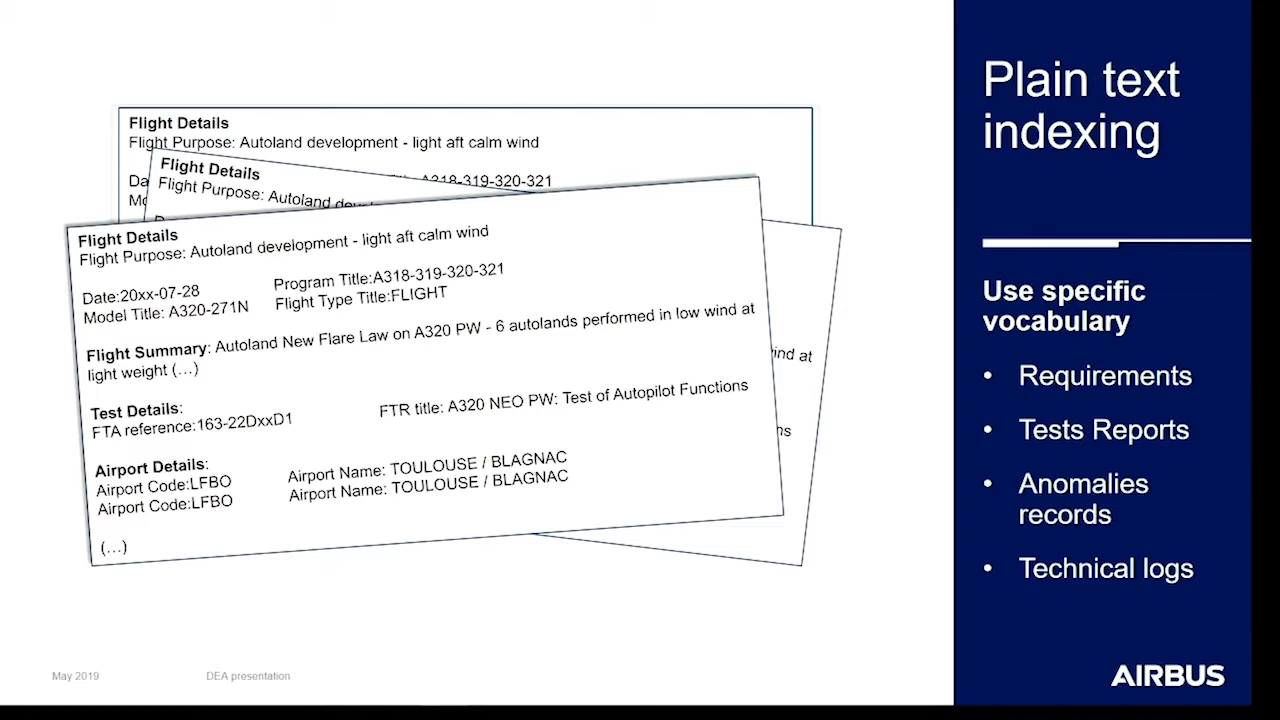 Flight Details
Flight Purpose: Autoland development - light aft calm wind
A318-319-320-321
Flight Details
Flight Purpose: Autoland
Flight Details
Flight Purpose: Autoland development - light aft calm wind
Date:20xx-07-28 Program Title:A318-319-320-321
Model Title: A320-271N Flight Type Title:FLIGHT
Flight Summary: Autoland New Flare Law on A320 PW - 6 autolands performed in low wind at
light weight (…)
Test Details:
FTA reference:163-22DxxD1 FTR title: A320 NEO PW: Test of Autopilot Functions
Airport Details:
Airport Code:LFBO Airport Name: TOULOUSE / BLAGNAC
Airport Code:LFBO Airport Name: TOULOUSE / BLAGNAC
(…)
at
May 2019
DEA presentation
Plain text
indexing
Use specific
vocabulary
• Requirements
• Tests Reports
• Anomalies
records
• Technical logs
AIRBUS